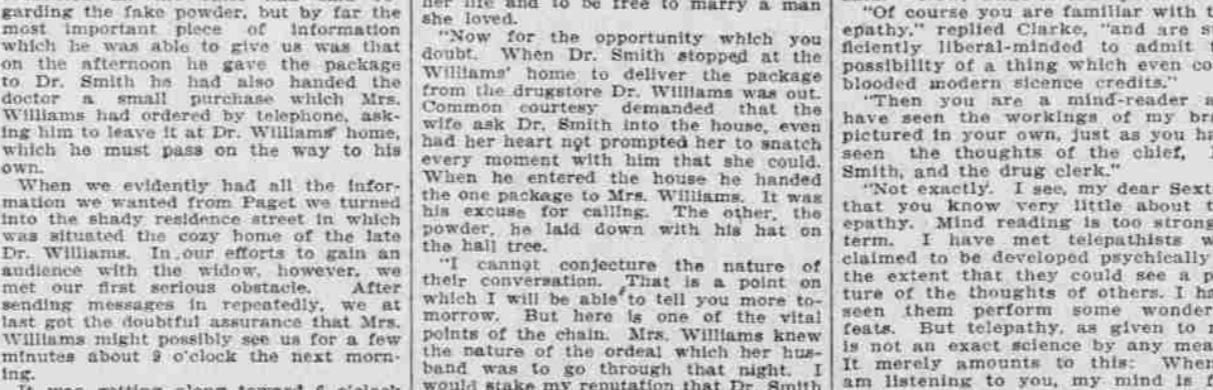 garding the fake powder, but by far the
most important piece of information
which he was able to give us was that
on the afternoon he gave the package
to Dr. Smith he had also handed the
doctor a small purchase which Mrs.
Williams had ordered by telephone, ask-
ing him to leave it at Dr. Williams' home,
which he must pass on the way to his
own.
When we evidently had all the infor-
mation we wanted from Paget we turned
into the shady residence street in which
was situated the cozy home of the late
Dr. Williams. In our efforts to gain an
audience with the widow, however, we
met our first serious obstacle. After
sending messages in repeatedly, we at
last got the doubtful assurance that Mrs.
Williams might possibly see us for a few
minutes about 9 o'clock the next morn-
ing.
It was getting along toward 6 o'clock
her life and to be free to marry a man
she loved.
"Now for the opportunity which you
doubt. When Dr. Smith stopped at the
Williams' home to deliver the package
from the drugstore Dr. Williams was out.
Common courtesy demanded that the
wife ask Dr. Smith into the house, even
had her heart not prompted her to snatch
every moment with him that she could.
When he entered the house he handed
the one package to Mrs. Williams. It was
his excuse for calling. The other, the
powder, he laid down with his hat on
the hall tree.
"I cannot conjecture the nature of
their conversation. That is a point on
which I will be able to tell you more to-
morrow. But here is one of the vital
points of the chain. Mrs. Williams knew
the nature of the ordeal which her hus-
band was to go through that night. I
would stake my reputation that Dr. Smith
"Of course you are familiar with t
epathy," replied Clarke, "and are su
ficiently liberal-minded to admit t
possibility of a thing which even co
blooded modern sicence credits."
"Then you are a mind-reader a
have seen the workings of my bra
pictured in your own, just as you ha
seen the thoughts of the chief,
Smith, and the drug clerk."
"Not exactly. I see, my dear Sext
that you know very little about t
epathy. Mind reading is too strong
term. I have met telepathists w
claimed to be developed psychically
the extent that they could see a p
ture of the thoughts of others. I ha
seen them perform some wonder
feats. But telepathy, as given to m
is not an exact science by any mea
It merely amounts to this: When
am listening to you, my mind is